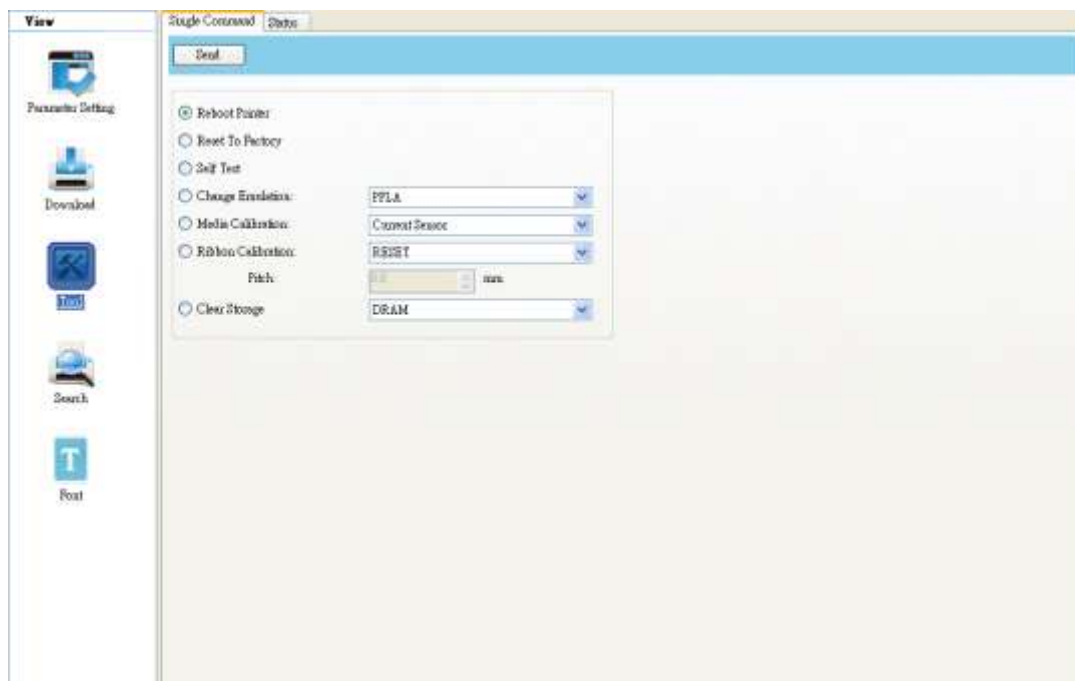 View
Parameter Setting
Download
Tool
Search
Font
Single Command Status
Send
Reboot Printer
Reset To Factory
Self Test
Change Emulation: PPLA
Media Calibration: Current Sensor
Ribbon Calibration: RESET
Pitch: mm
Clear Storage DRAM